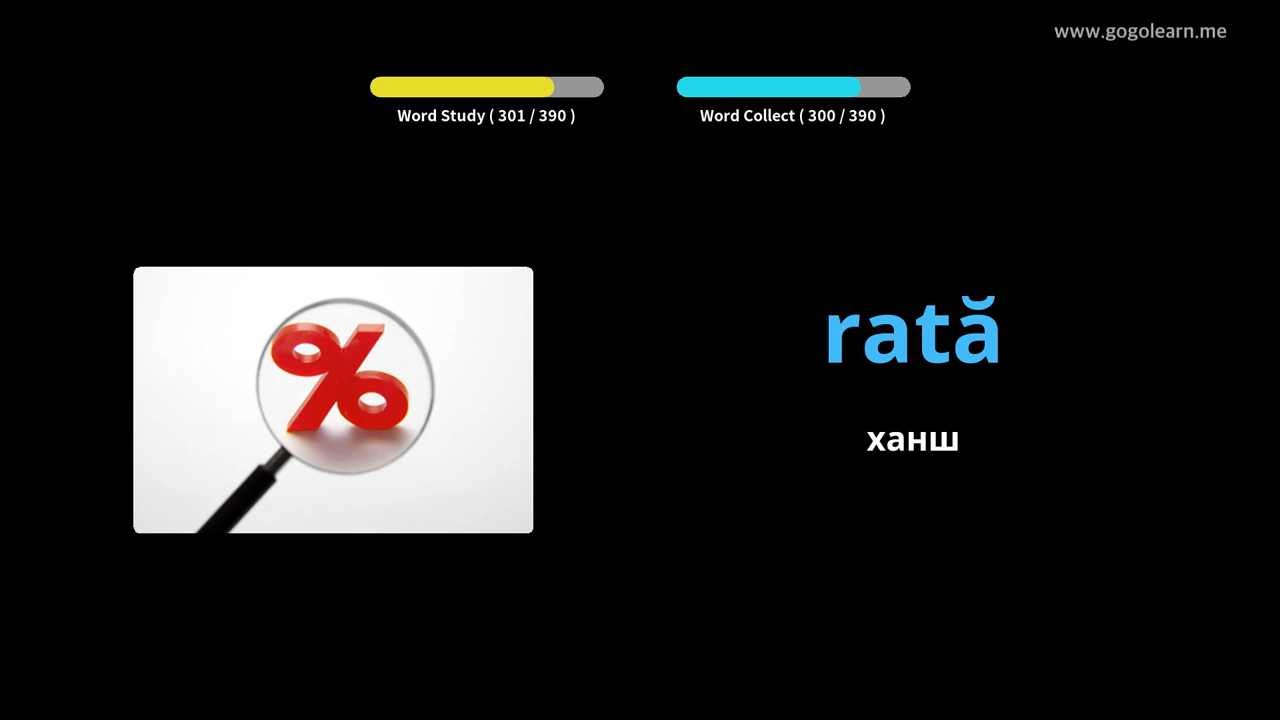 www.gogolearn.me
Word Study ( 301 / 390 )
Word Collect ( 300 / 390 )
%
rată
ханш